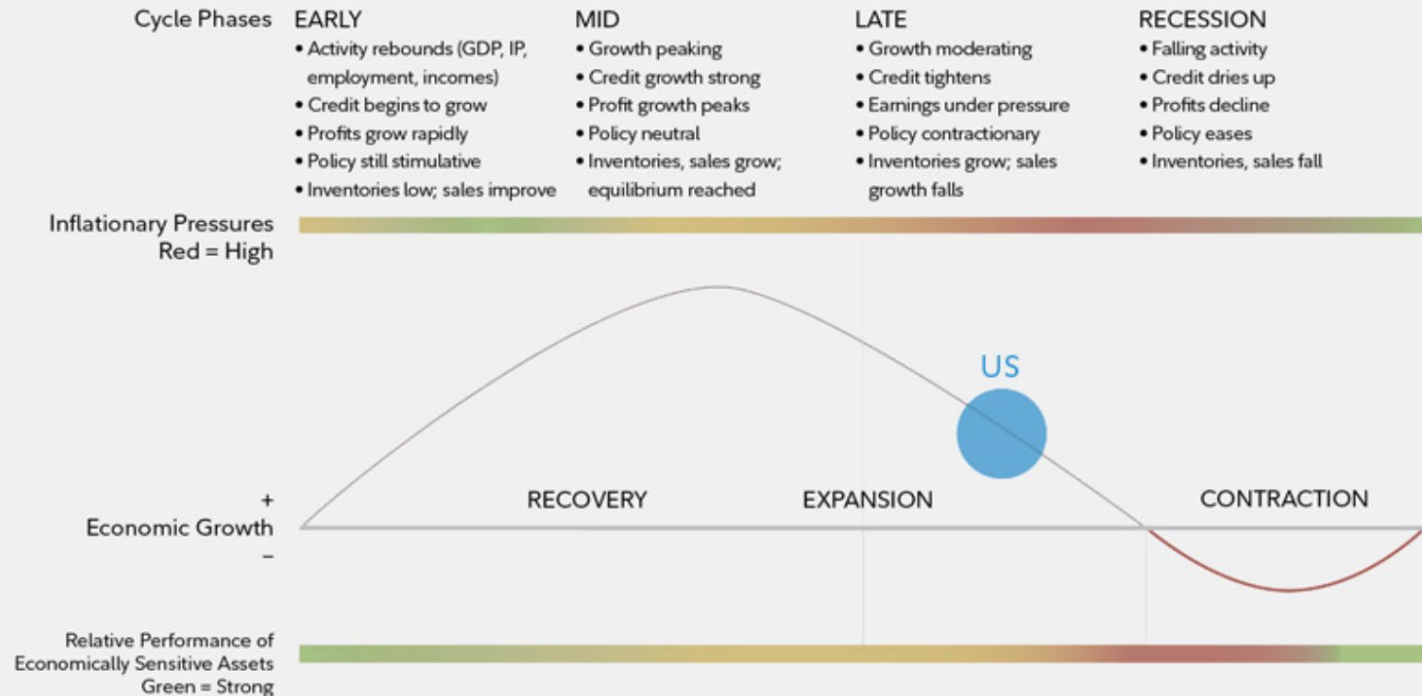 Cycle Phases
EARLY
• Activity rebounds (GDP, IP,
employment, incomes)
• Credit begins to grow
• Profits grow rapidly
• Policy still stimulative
• Inventories low; sales improve
MID
• Growth peaking
• Credit growth strong
• Profit growth peaks
• Policy neutral
• Inventories, sales grow;
equilibrium reached
LATE
• Growth moderating
• Credit tightens
• Earnings under pressure
• Policy contractionary
• Inventories grow; sales
growth falls
RECESSION
• Falling activity
• Credit dries up
• Profits decline
• Policy eases
• Inventories, sales fall
Inflationary Pressures
Red = High
US
RECOVERY
EXPANSION
CONTRACTION
+
Economic Growth
–
Relative Performance of
Economically Sensitive Assets
Green = Strong